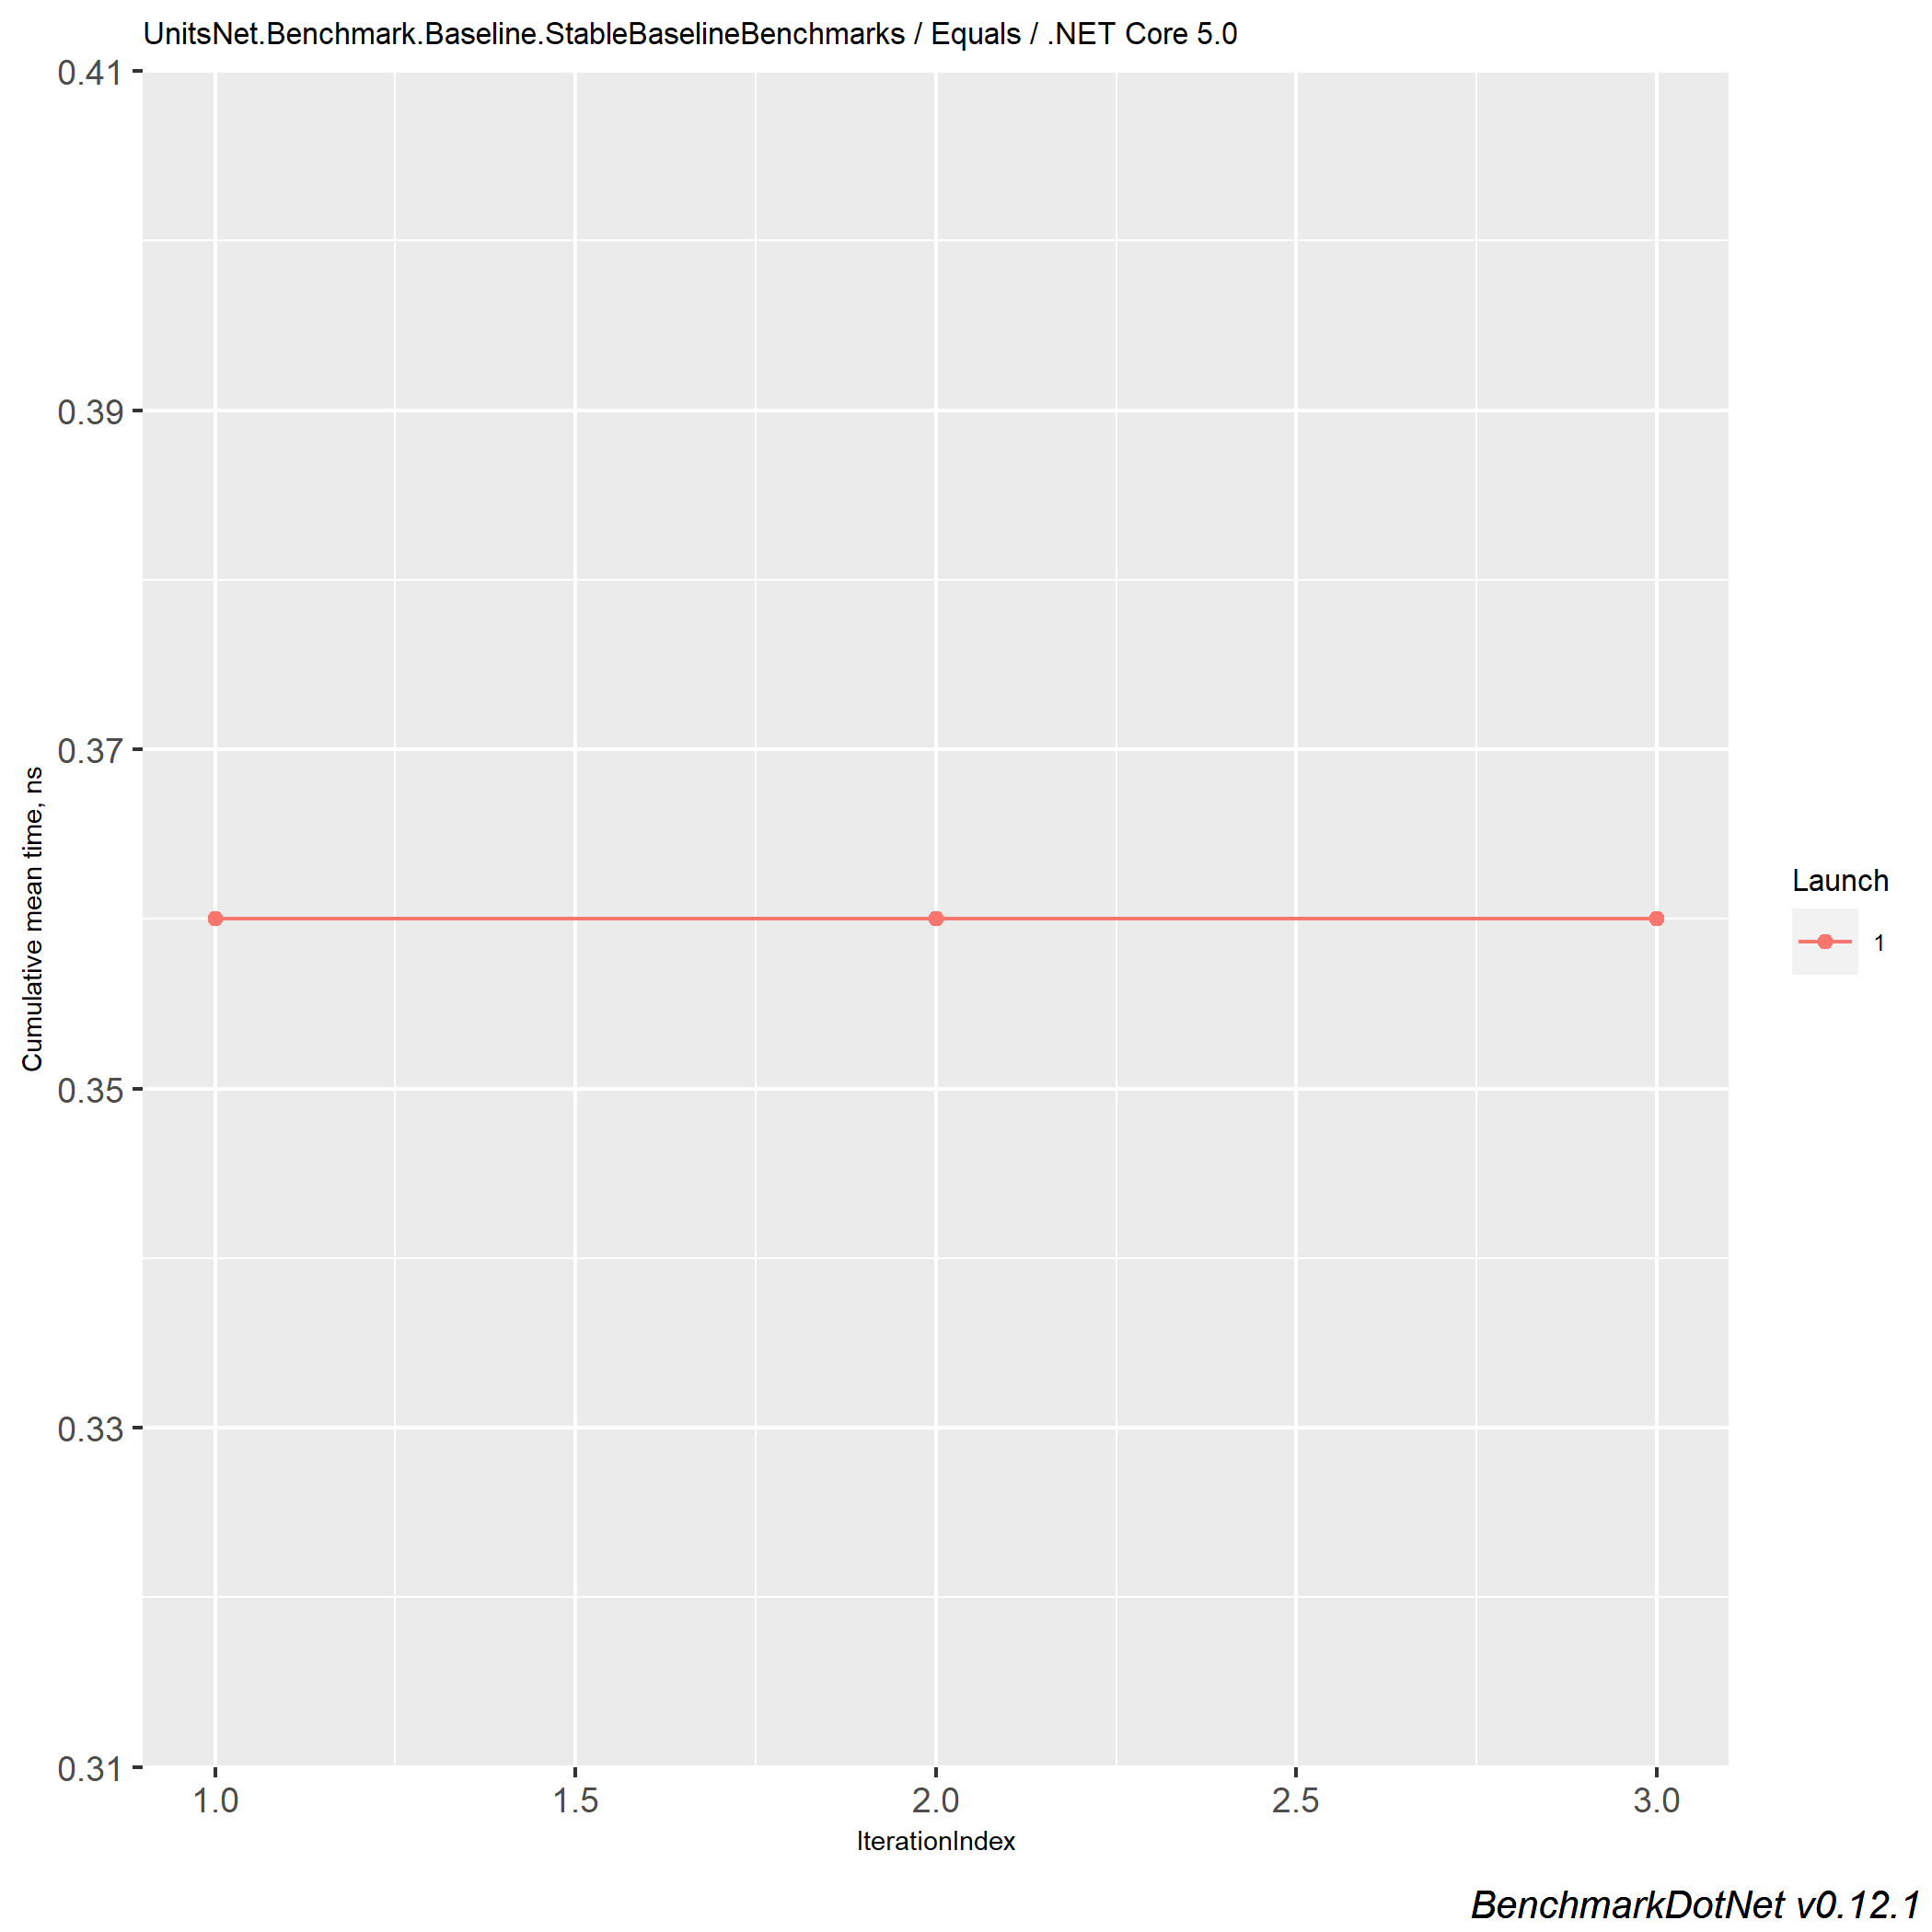 UnitsNet.Benchmark.Baseline.StableBaselineBenchmarks / Equals / .NET Core 5.0
0.41
0.39
0.37
0.35
0.33
0.31
Cumulative mean time, ns
1.0 1.5 2.0 2.5 3.0
IterationIndex
Launch
1
BenchmarkDotNet v0.12.1